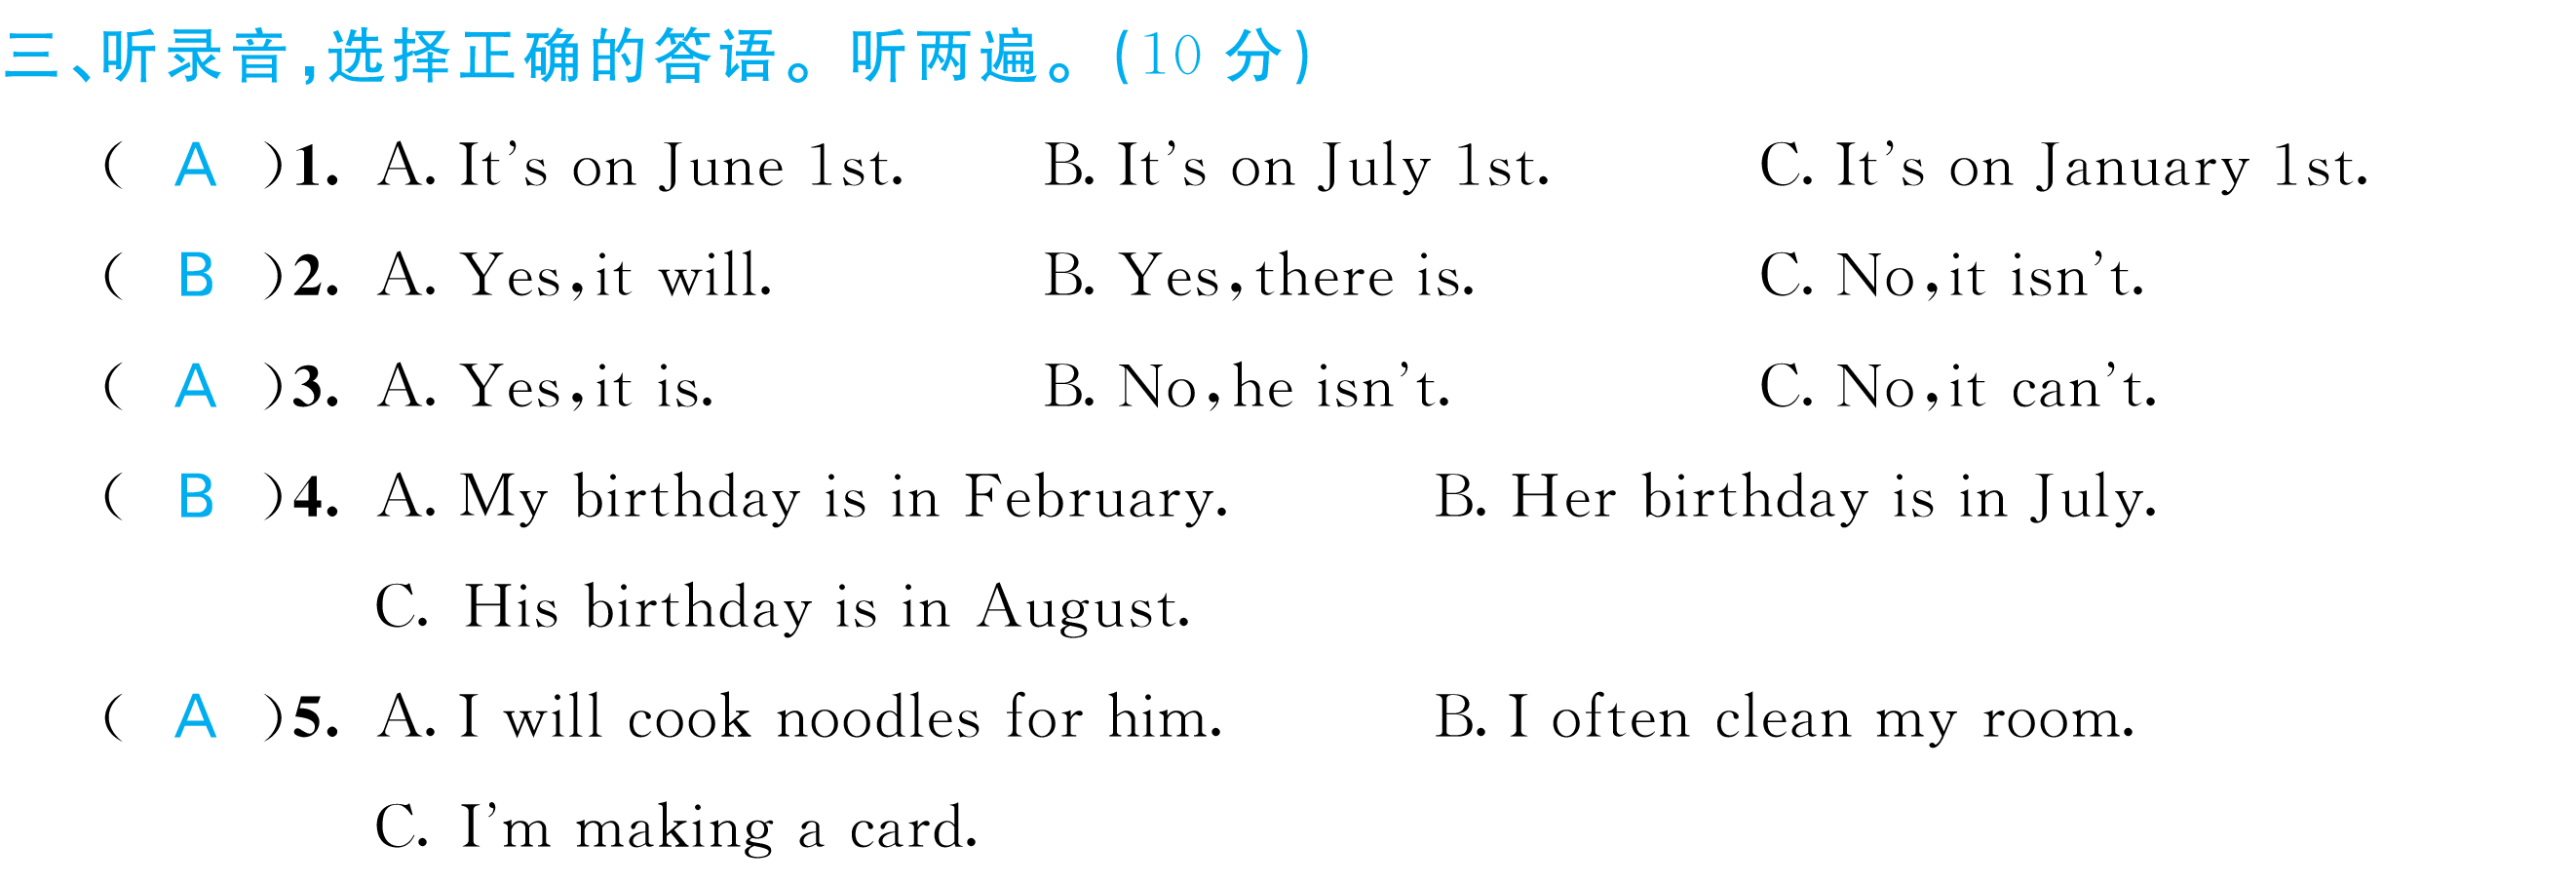 三、听录音,选择正确的答语。听两遍。(10 分)
( A )1. A. It's on June 1st. B. It's on July 1st. C. It's on January 1st.
( B )2. A. Yes,it will. B. Yes,there is. C. No,it isn't.
( A )3. A. Yes,it is. B. No,he isn't. C. No,it can't.
( B )4. A. My birthday is in February. B. Her birthday is in July.
C. His birthday is in August.
( A )5. A. I will cook noodles for him. B. I often clean my room.
C. I'm making a card.